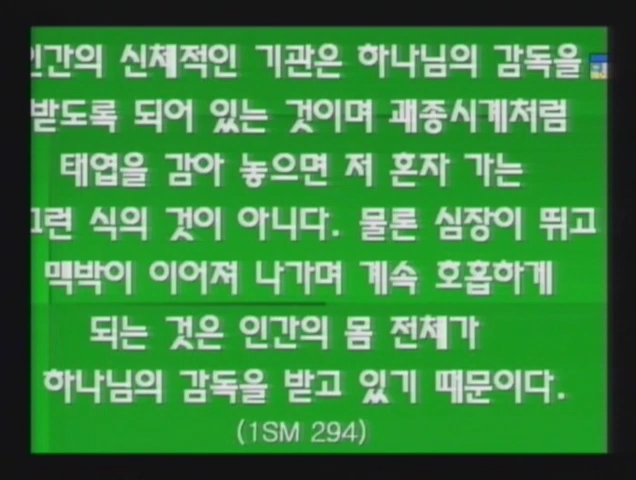 인간의 신체적인 기관은 하나님의 감독을
받도록 되어 있는 것이며 괘종시계처럼
태엽을 감아 놓으면 저 혼자 가는
그런 식의 것이 아니다. 물론 심장이 뛰고
맥박이 이어져 나가며 계속 호흡하게
되는 것은 인간의 몸 전체가
하나님의 감독을 받고 있기 때문이다.
(1SM 294)